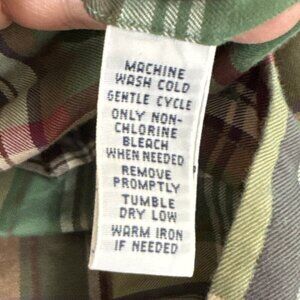 MACHINE
WASH COLD
GENTLE CYCLE
ONLY NON-
CHLORINE
BLEACH
WHEN NEEDED
REMOVE
PROMPTLY
TUMBLE
DRY LOW
WARM IRON
IF NEEDED